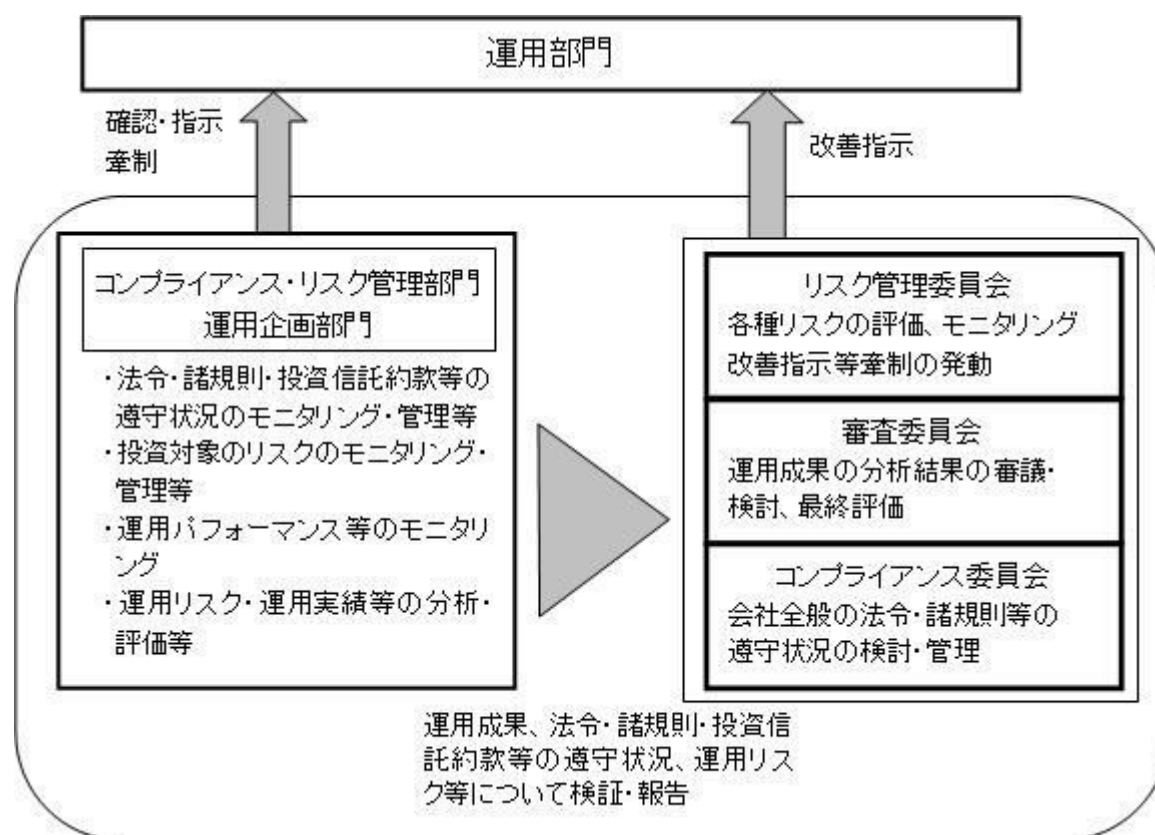 運用部門
確認・指示
牽制
改善指示
コンプライアンス・リスク管理部門
運用企画部門
・法令・諸規則・投資信託約款等の
遵守状況のモニタリング・管理等
・投資対象のリスクのモニタリング・
管理等
・運用パフォーマンス等のモニタリ
ング
・運用リスク・運用実績等の分析・
評価等
リスク管理委員会
各種リスクの評価、モニタリング
改善指示等牽制の発動
審査委員会
運用成果の分析結果の審議・
検討、最終評価
コンプライアンス委員会
会社全般の法令・諸規則等の
遵守状況の検討・管理
運用成果、法令・諸規則・投資信
託約款等の遵守状況、運用リス
ク等について検証・報告